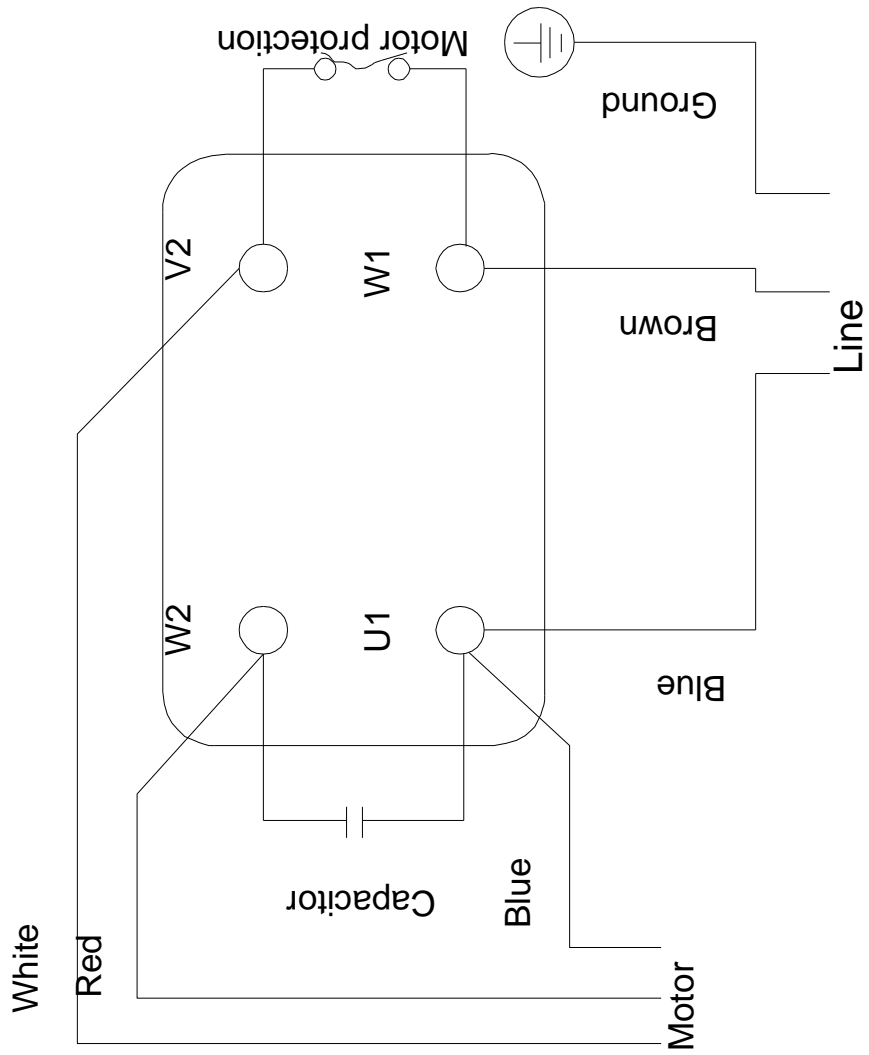 Motor protection
Ground
V2
W1
Brown
Line
W2
U1
Blue
Capacitor
Blue
White
Red
Motor